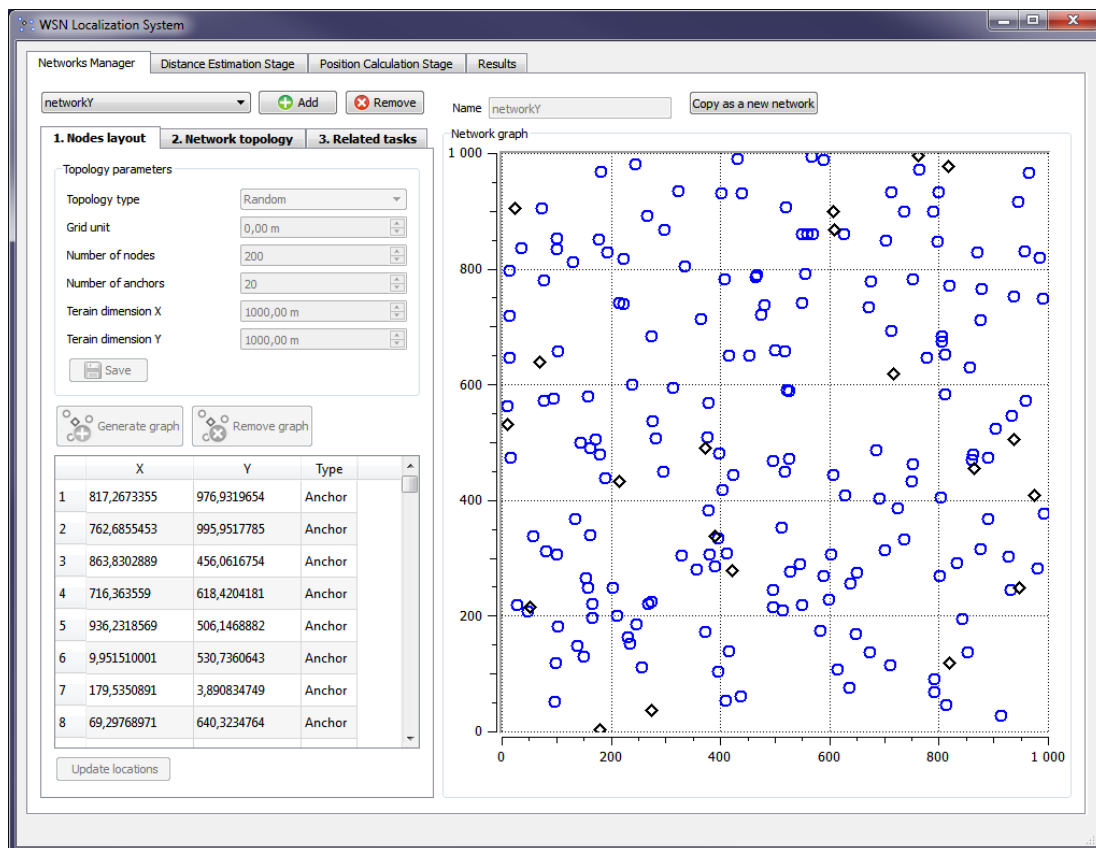 WSN Localization System
Networks Manager Distance Estimation Stage Position Calculation Stage Results
networkY Add Remove Name networkY Copy as a new network
1. Nodes layout 2. Network topology 3. Related tasks
Topology parameters
Topology type Random
Grid unit 0,00 m
Number of nodes 200
Number of anchors 20
Terrain dimension X 1000,00 m
Terrain dimension Y 1000,00 m
Save
Generate graph Remove graph
X Y Type
1 817,2673355 976,9319654 Anchor
2 762,6855453 995,9517785 Anchor
3 863,8302889 456,0616754 Anchor
4 716,363559 618,4204181 Anchor
5 936,2318569 506,1468882 Anchor
6 9,951510001 530,7360643 Anchor
7 179,5350891 3,890834749 Anchor
8 69,29768971 640,3234764 Anchor
Update locations
Network graph
1 000
800
600
400
200
0
0 200 400 600 800 1 000